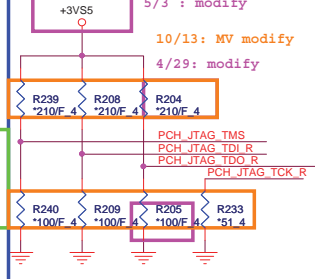 5/3 : modify
+3VS5
10/13: MV modify
4/29: modify
R239 R208 R204
*210/F_4 *210/F_4 *210/F_4
PCH_JTAG_TMS
PCH_JTAG_TDI_R
PCH_JTAG_TDO_R
PCH_JTAG_TCK_R
R240 R209 R205 R233
*100/F_4 *100/F_4 *100/F_4 *51_4